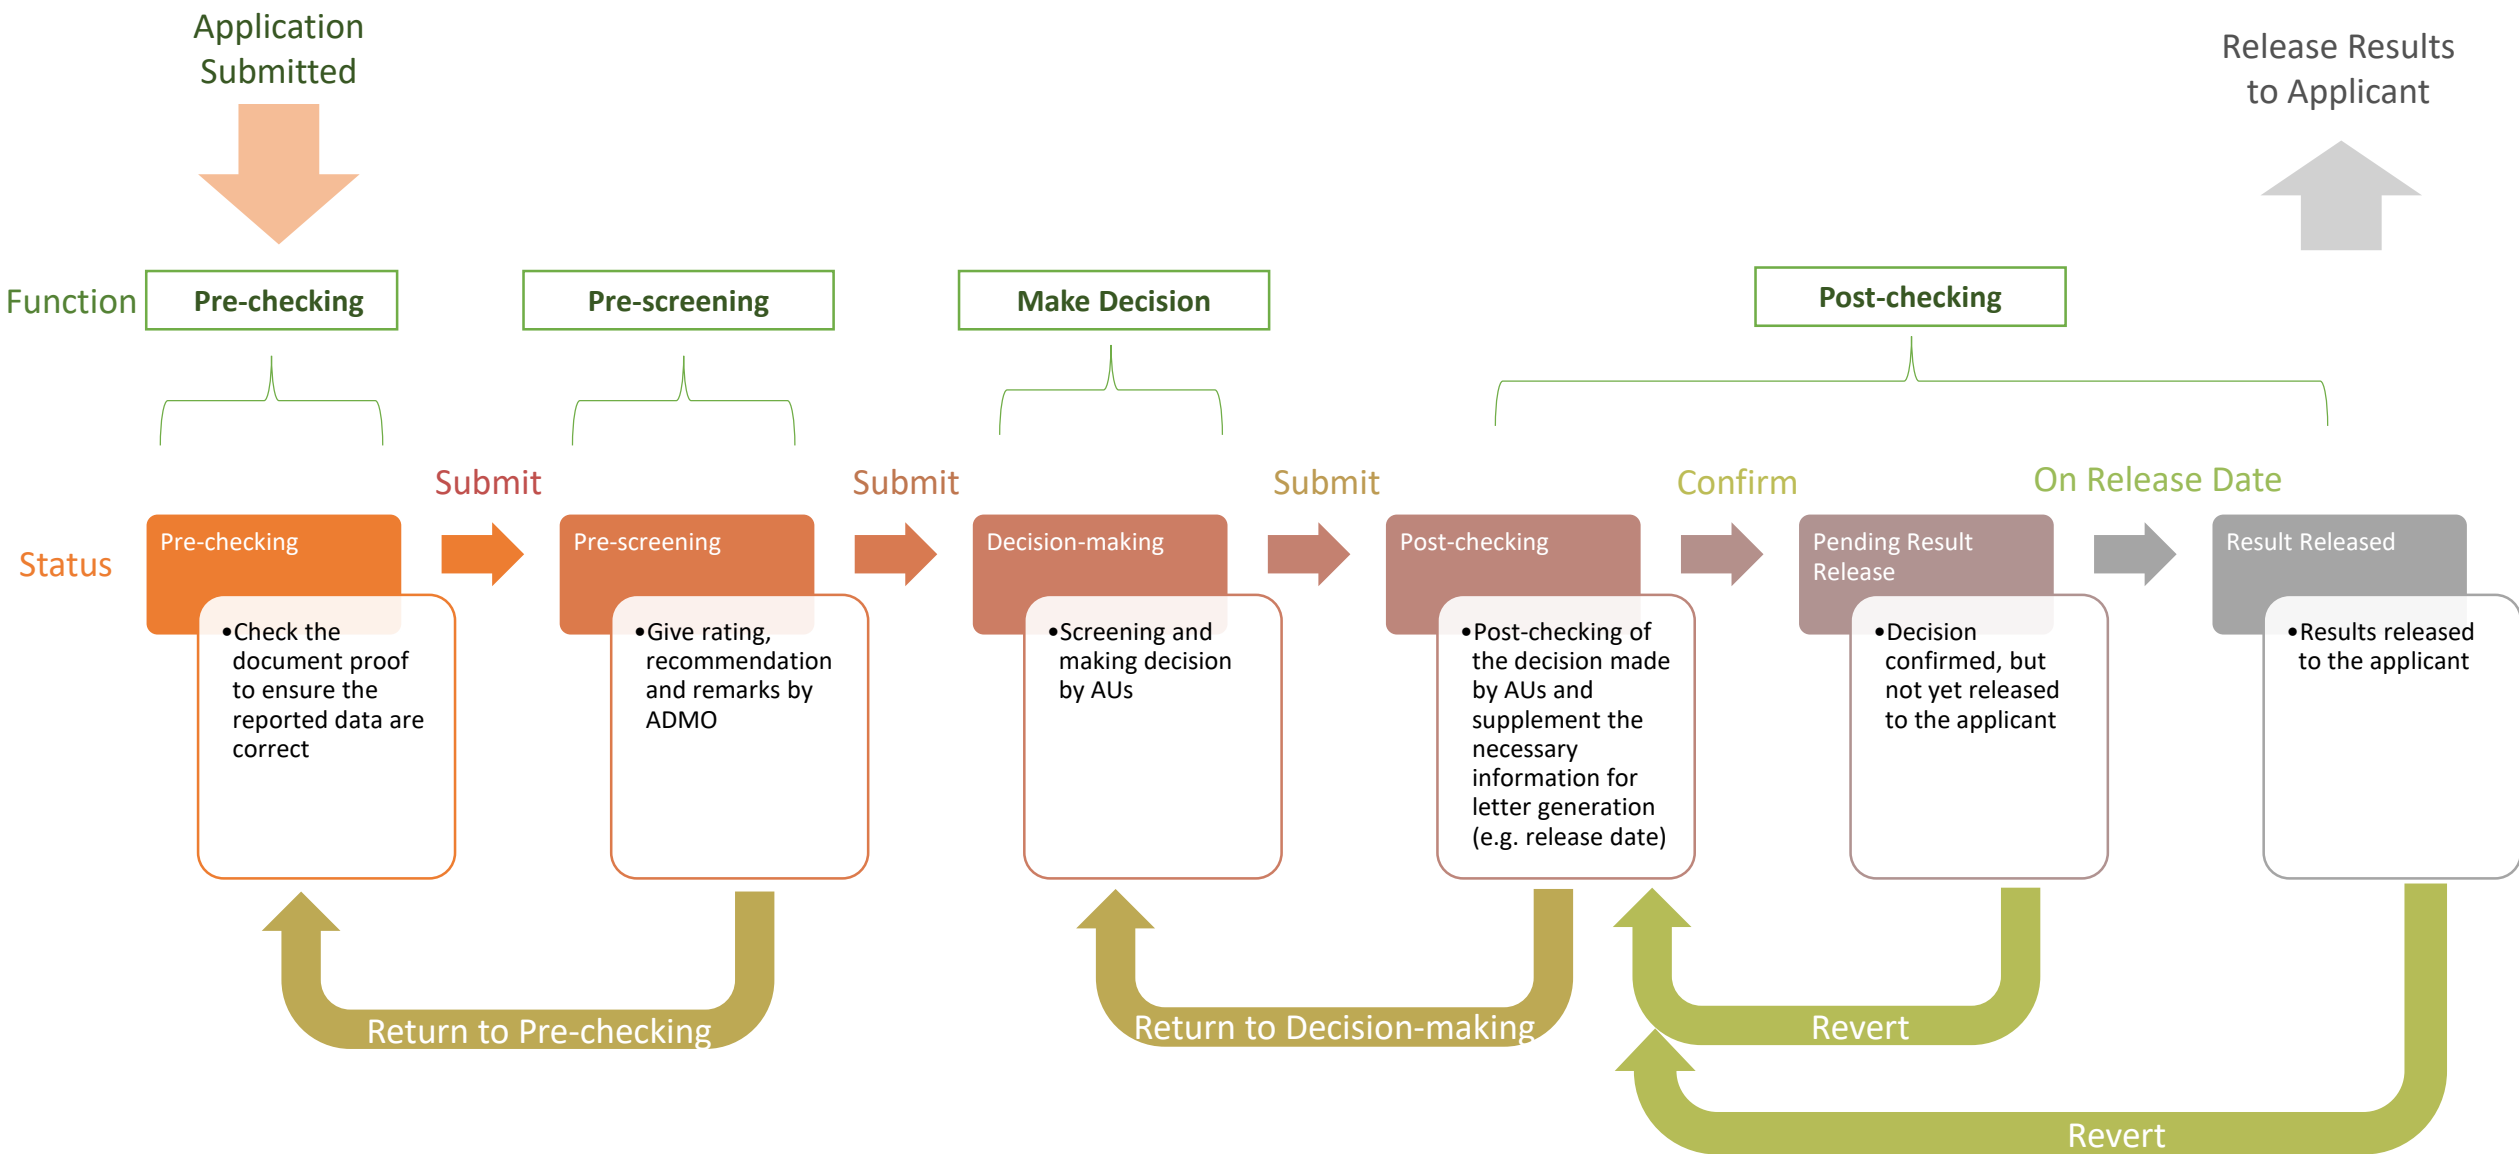 Application
Submitted
Release Results
to Applicant
Function
Pre-checking
Pre-screening
Make Decision
Post-checking
Submit
Submit
Submit
Confirm
On Release Date
Status
Pre-checking
•Check the
document proof
to ensure the
reported data are
correct
Pre-screening
•Give rating,
recommendation
and remarks by
ADMO
Decision-making
•Screening and
making decision
by AUs
Post-checking
•Post-checking of
the decision made
by AUs and
supplement the
necessary
information for
letter generation
(e.g. release date)
Pending Result
Release
•Decision
confirmed, but
not yet released
to the applicant
Result Released
•Results released
to the applicant
Return to Pre-checking
Return to Decision-making
Revert
Revert